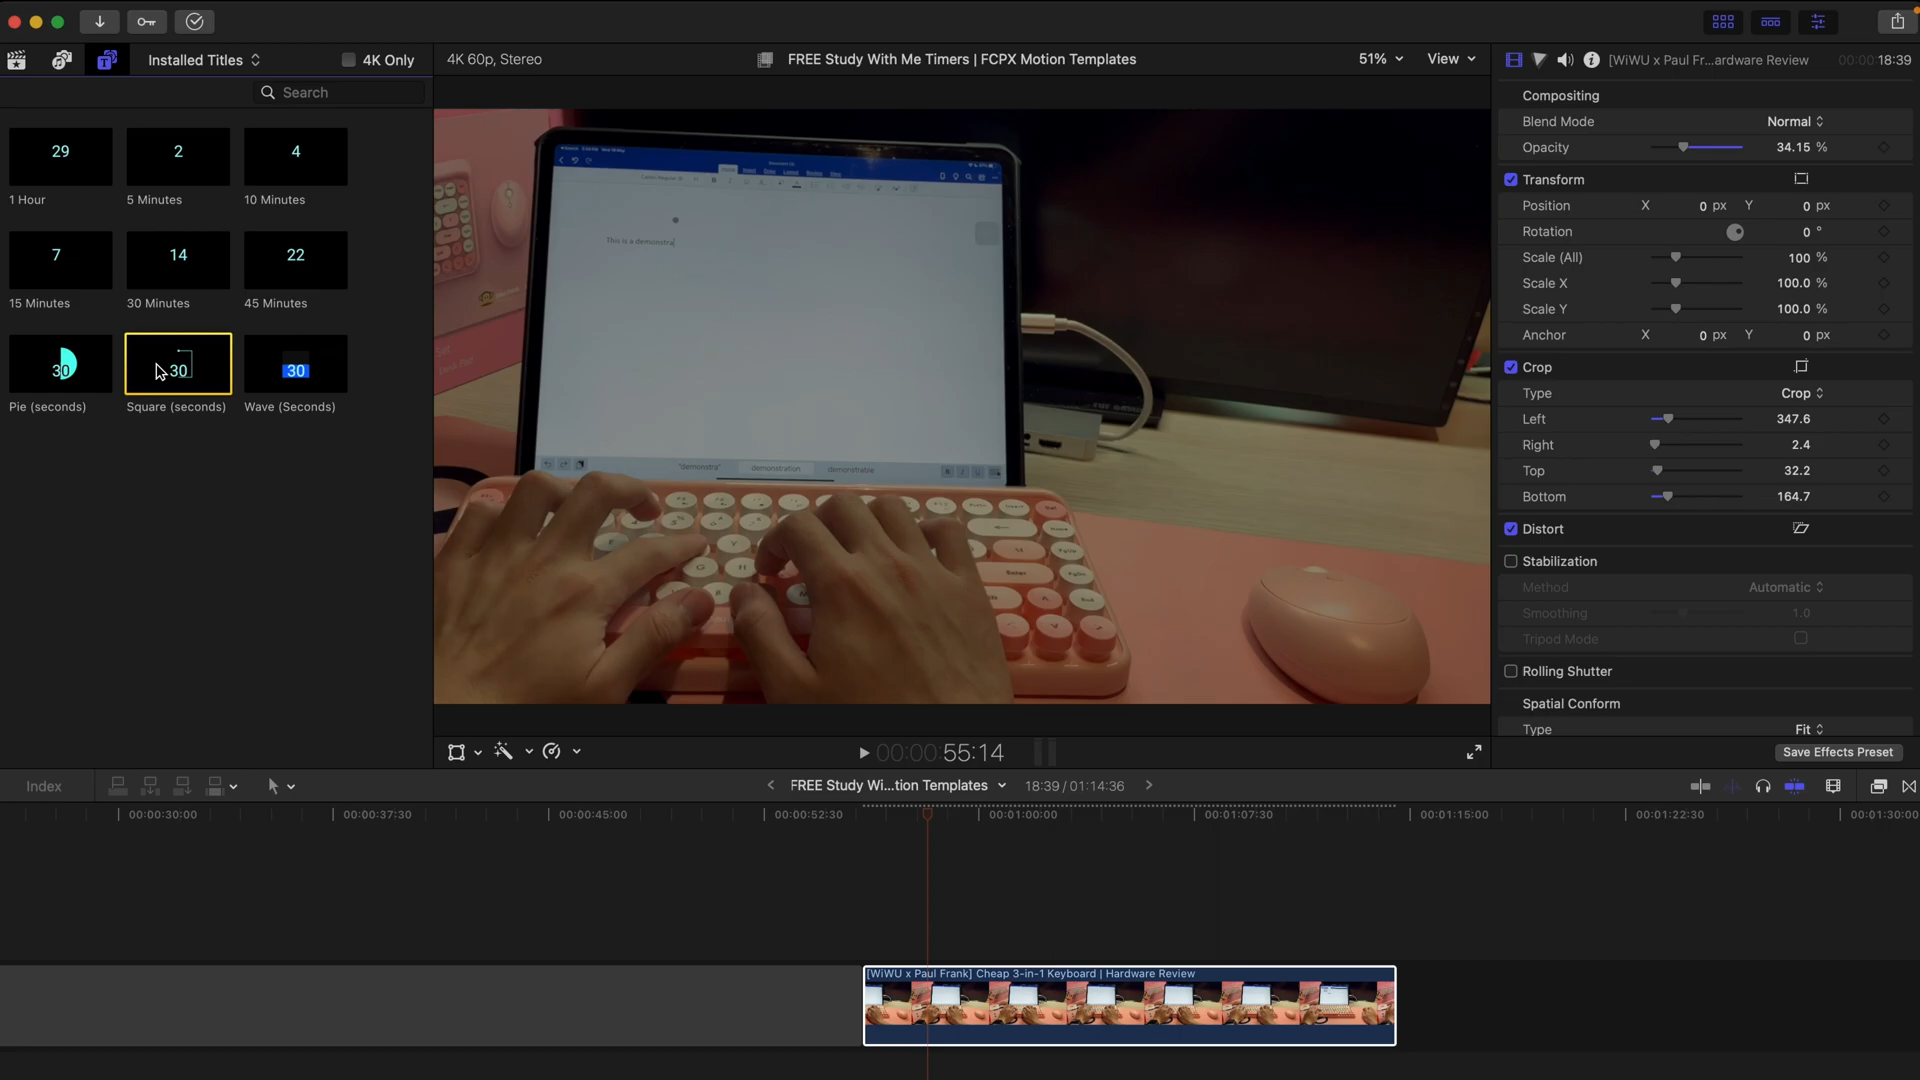 Installed Titles
4K Only
4K 60p, Stereo
FREE Study With Me Timers | FCPX Motion Templates
51%
View
[WiWU x Paul Fr...ardware Review
00:00:18:39
Search
29
2
4
1 Hour
5 Minutes
10 Minutes
7
14
22
15 Minutes
30 Minutes
45 Minutes
30
30
30
Pie (seconds)
Square (seconds)
Wave (Seconds)
This is a demonstra
"demonstra"
demonstration
demonstrable
Y
G
H
Compositing
Blend Mode
Normal
Opacity
34.15 %
Transform
Position
X
0 px
Y
0 px
Rotation
0 °
Scale (All)
100 %
Scale X
100.0 %
Scale Y
100.0 %
Anchor
X
0 px
Y
0 px
Crop
Type
Crop
Left
347.6
Right
2.4
Top
32.2
Bottom
164.7
Distort
Stabilization
Method
Automatic
Smoothing
1.0
Tripod Mode
Rolling Shutter
Spatial Conform
Type
Fit
Save Effects Preset
00:00:55:14
Index
FREE Study Wi...tion Templates
18:39 / 01:14:36
00:00:30:00
00:00:37:30
00:00:45:00
00:00:52:30
00:01:00:00
00:01:07:30
00:01:15:00
00:01:22:30
00:01:30:00
[WiWU x Paul Frank] Cheap 3-in-1 Keyboard | Hardware Review